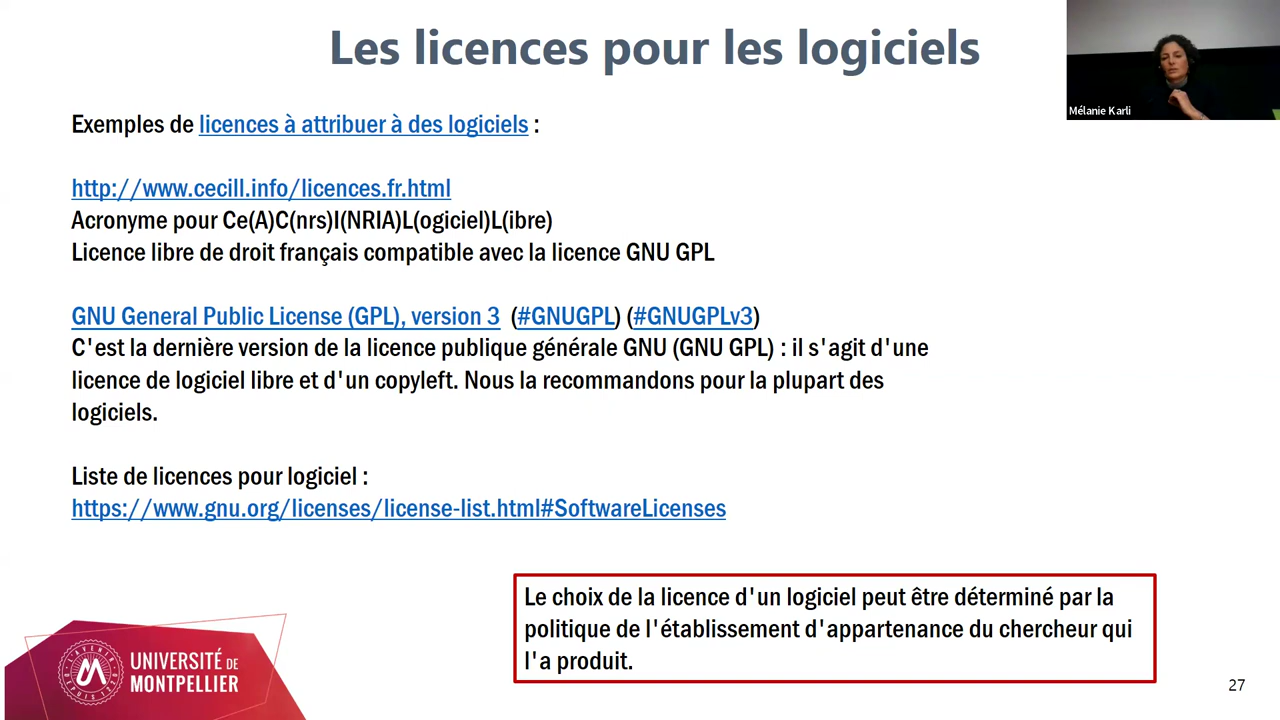 Les licences pour les logiciels
Mélanie Karli
Exemples de licences à attribuer à des logiciels :
http://www.cecill.info/licences.fr.html
Acronyme pour Ce(A)C(nrs)I(NRIA)L(ogiciel)L(ibre)
Licence libre de droit français compatible avec la licence GNU GPL
GNU General Public License (GPL), version 3 (#GNUGPL) (#GNUGPLv3)
C'est la dernière version de la licence publique générale GNU (GNU GPL) : il s'agit d'une
licence de logiciel libre et d'un copyleft. Nous la recommandons pour la plupart des
logiciels.
Liste de licences pour logiciel :
https://www.gnu.org/licenses/license-list.html#SoftwareLicenses
Le choix de la licence d'un logiciel peut être déterminé par la
politique de l'établissement d'appartenance du chercheur qui
l'a produit.
UNIVERSITÉ DE
MONTPELLIER
27